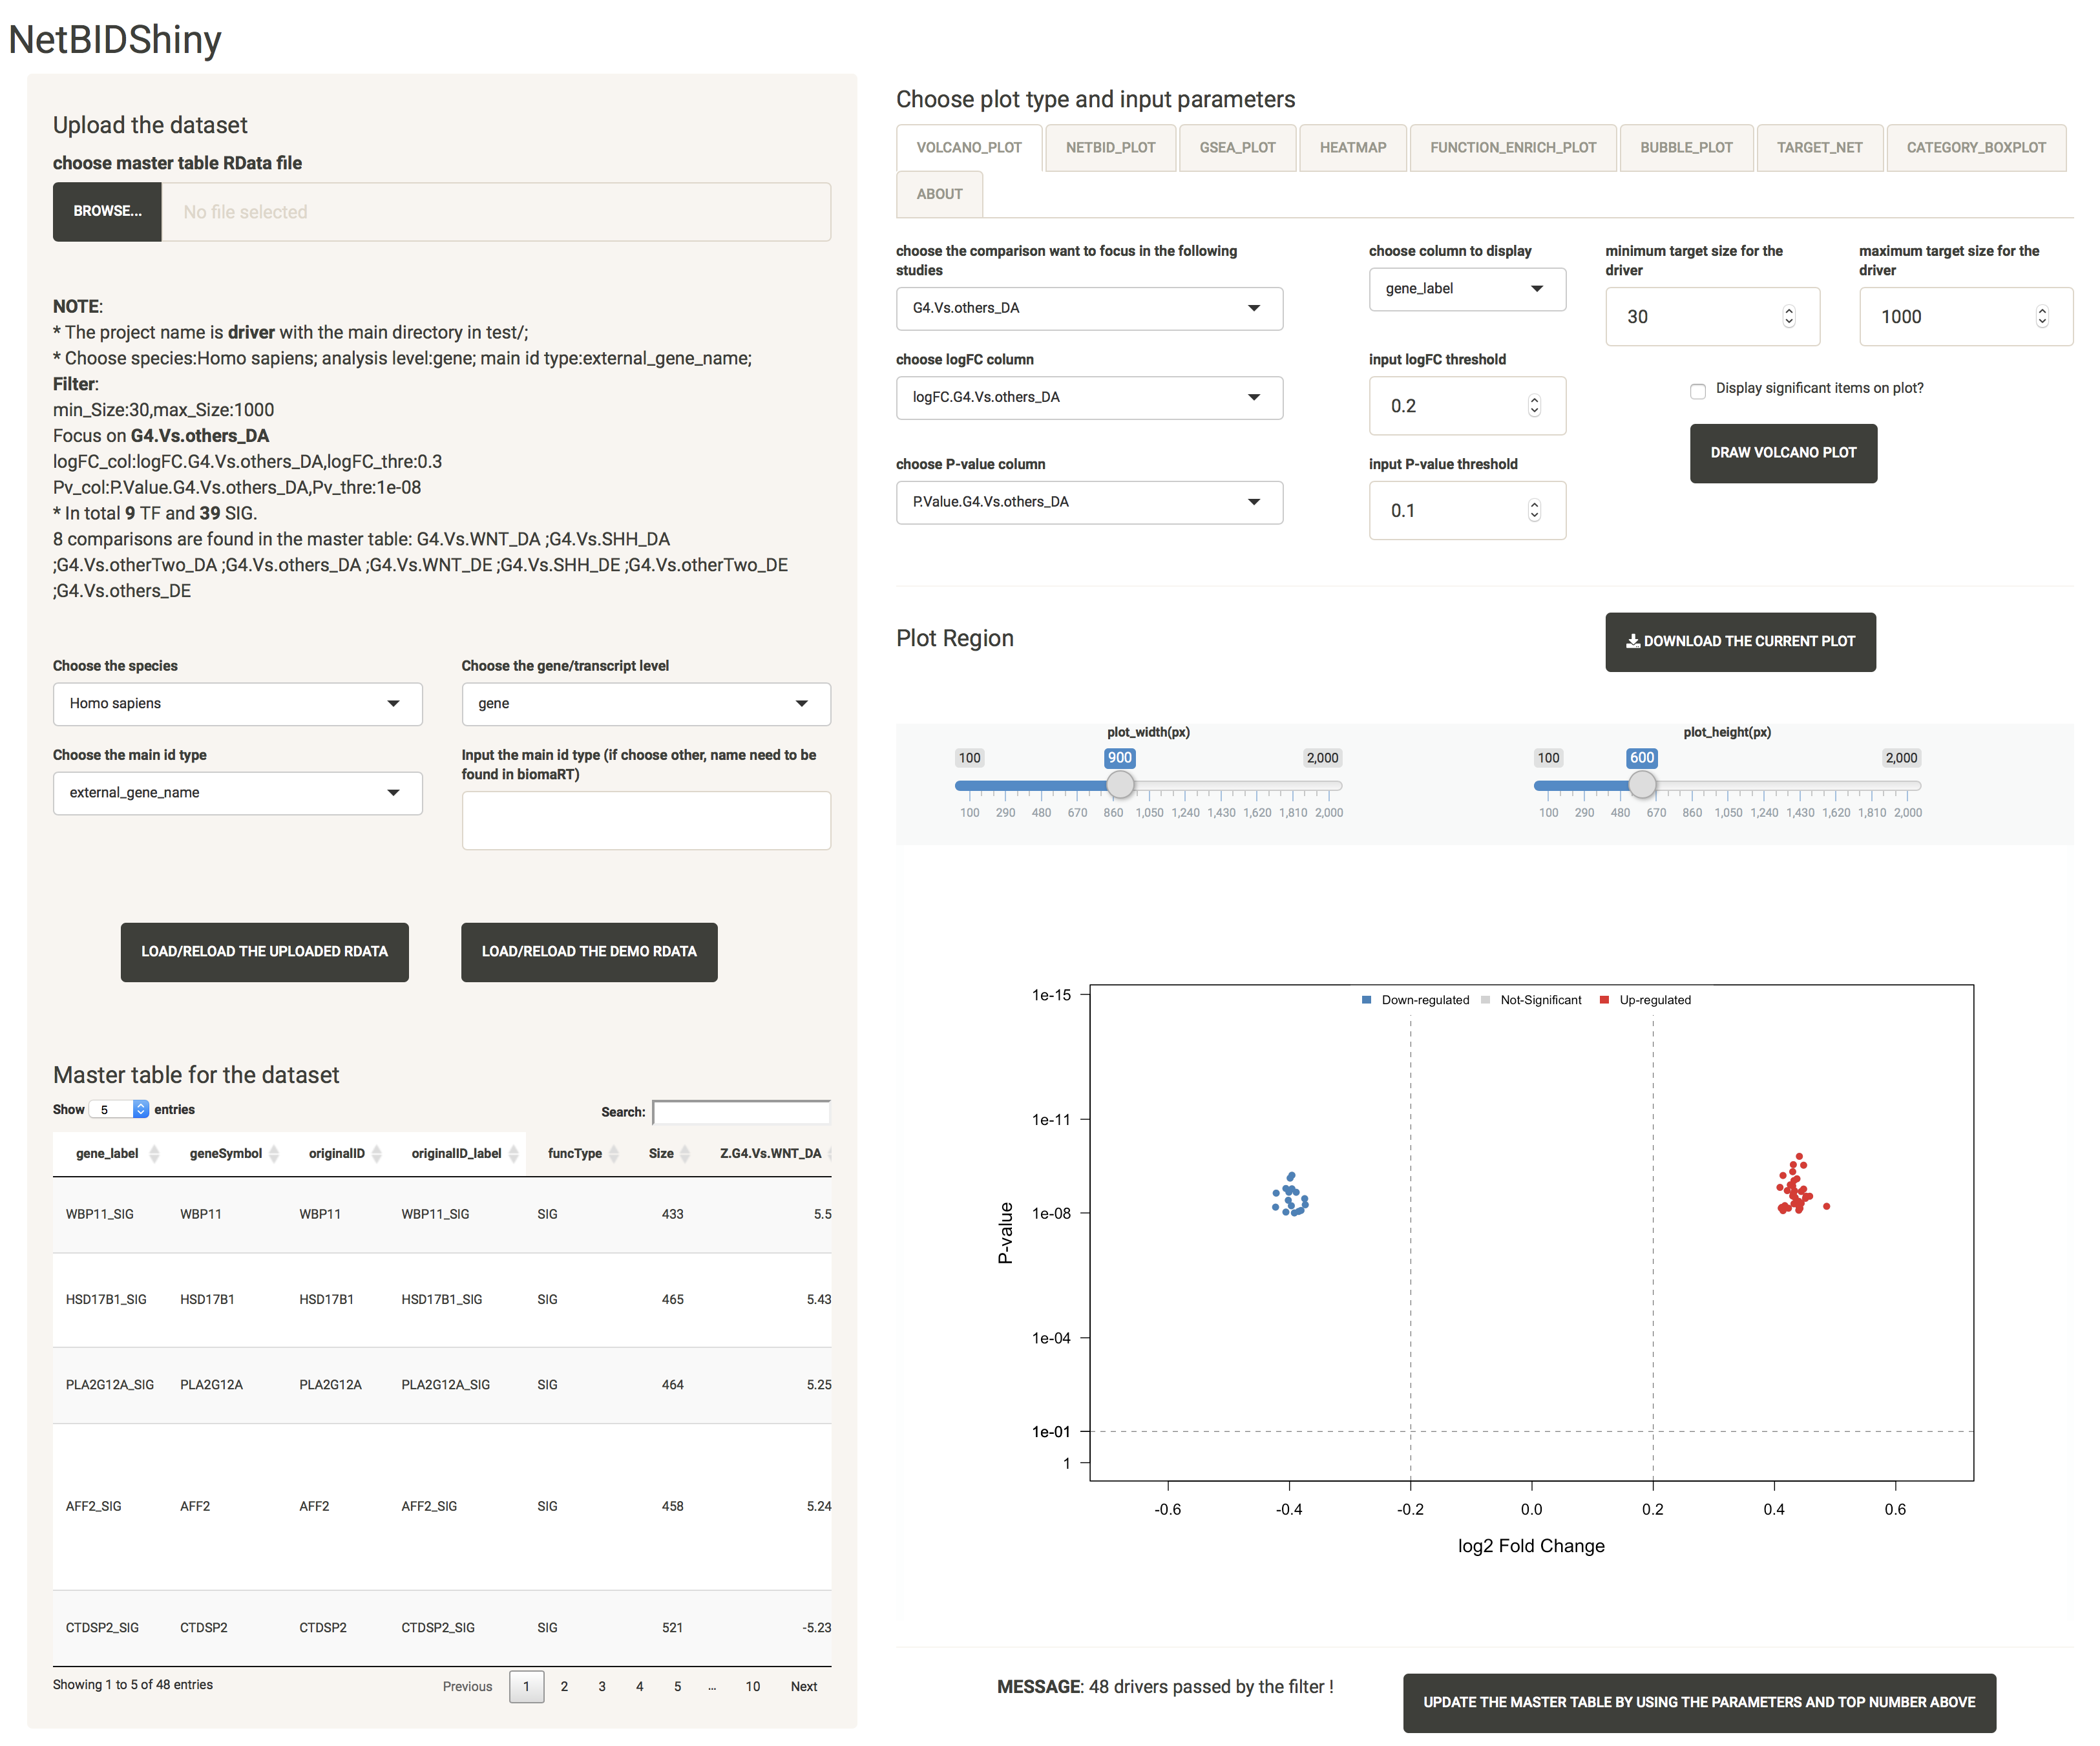 NetBIDShiny
Upload the dataset
choose master table RData file
BROWSE...
No file selected
NOTE:
* The project name is driver with the main directory in test/;
* Choose species:Homo sapiens; analysis level:gene; main id type:external_gene_name;
Filter:
min_Size:30,max_Size:1000
Focus on G4.Vs.others_DA
logFC_col:logFC.G4.Vs.others_DA,logFC_thre:0.3
Pv_col:P.Value.G4.Vs.others_DA,Pv_thre:1e-08
* In total 9 TF and 39 SIG.
8 comparisons are found in the master table: G4.Vs.WNT_DA ;G4.Vs.SHH_DA
;G4.Vs.otherTwo_DA ;G4.Vs.others_DA ;G4.Vs.WNT_DE ;G4.Vs.SHH_DE ;G4.Vs.otherTwo_DE
;G4.Vs.others_DE
Choose the species
Homo sapiens
Choose the gene/transcript level
gene
Choose the main id type
external_gene_name
Input the main id type (if choose other, name need to be
found in biomaRT)
LOAD/RELOAD THE UPLOADED RDATA
LOAD/RELOAD THE DEMO RDATA
Master table for the dataset
Show 5 entries
Search:
gene_label geneSymbol originalID originalID_label funcType Size Z.G4.Vs.WNT_DA
WBP11_SIG WBP11 WBP11 WBP11_SIG SIG 433 5.5
HSD17B1_SIG HSD17B1 HSD17B1 HSD17B1_SIG SIG 465 5.43
PLA2G12A_SIG PLA2G12A PLA2G12A PLA2G12A_SIG SIG 464 5.25
AFF2_SIG AFF2 AFF2 AFF2_SIG SIG 458 5.24
CTDSP2_SIG CTDSP2 CTDSP2 CTDSP2_SIG SIG 521 -5.23
Showing 1 to 5 of 48 entries
Previous 1 2 3 4 5 ... 10 Next
Choose plot type and input parameters
VOLCANO_PLOT NETBID_PLOT GSEA_PLOT HEATMAP FUNCTION_ENRICH_PLOT BUBBLE_PLOT TARGET_NET CATEGORY_BOXPLOT
ABOUT
choose the comparison want to focus in the following
studies
G4.Vs.others_DA
choose column to display
gene_label
minimum target size for the
driver
30
maximum target size for the
driver
1000
choose logFC column
logFC.G4.Vs.others_DA
input logFC threshold
0.2
Display significant items on plot?
DRAW VOLCANO PLOT
choose P-value column
P.Value.G4.Vs.others_DA
input P-value threshold
0.1
Plot Region
DOWNLOAD THE CURRENT PLOT
plot_width(px)
100 900 2,000
100 290 480 670 860 1,050 1,240 1,430 1,620 1,810 2,000
plot_height(px)
100 600 2,000
100 290 480 670 860 1,050 1,240 1,430 1,620 1,810 2,000
Down-regulated Not-Significant Up-regulated
1e-15
1e-11
1e-08
1e-04
1e-01
1
P-value
-0.6 -0.4 -0.2 0.0 0.2 0.4 0.6
log2 Fold Change
MESSAGE: 48 drivers passed by the filter !
UPDATE THE MASTER TABLE BY USING THE PARAMETERS AND TOP NUMBER ABOVE